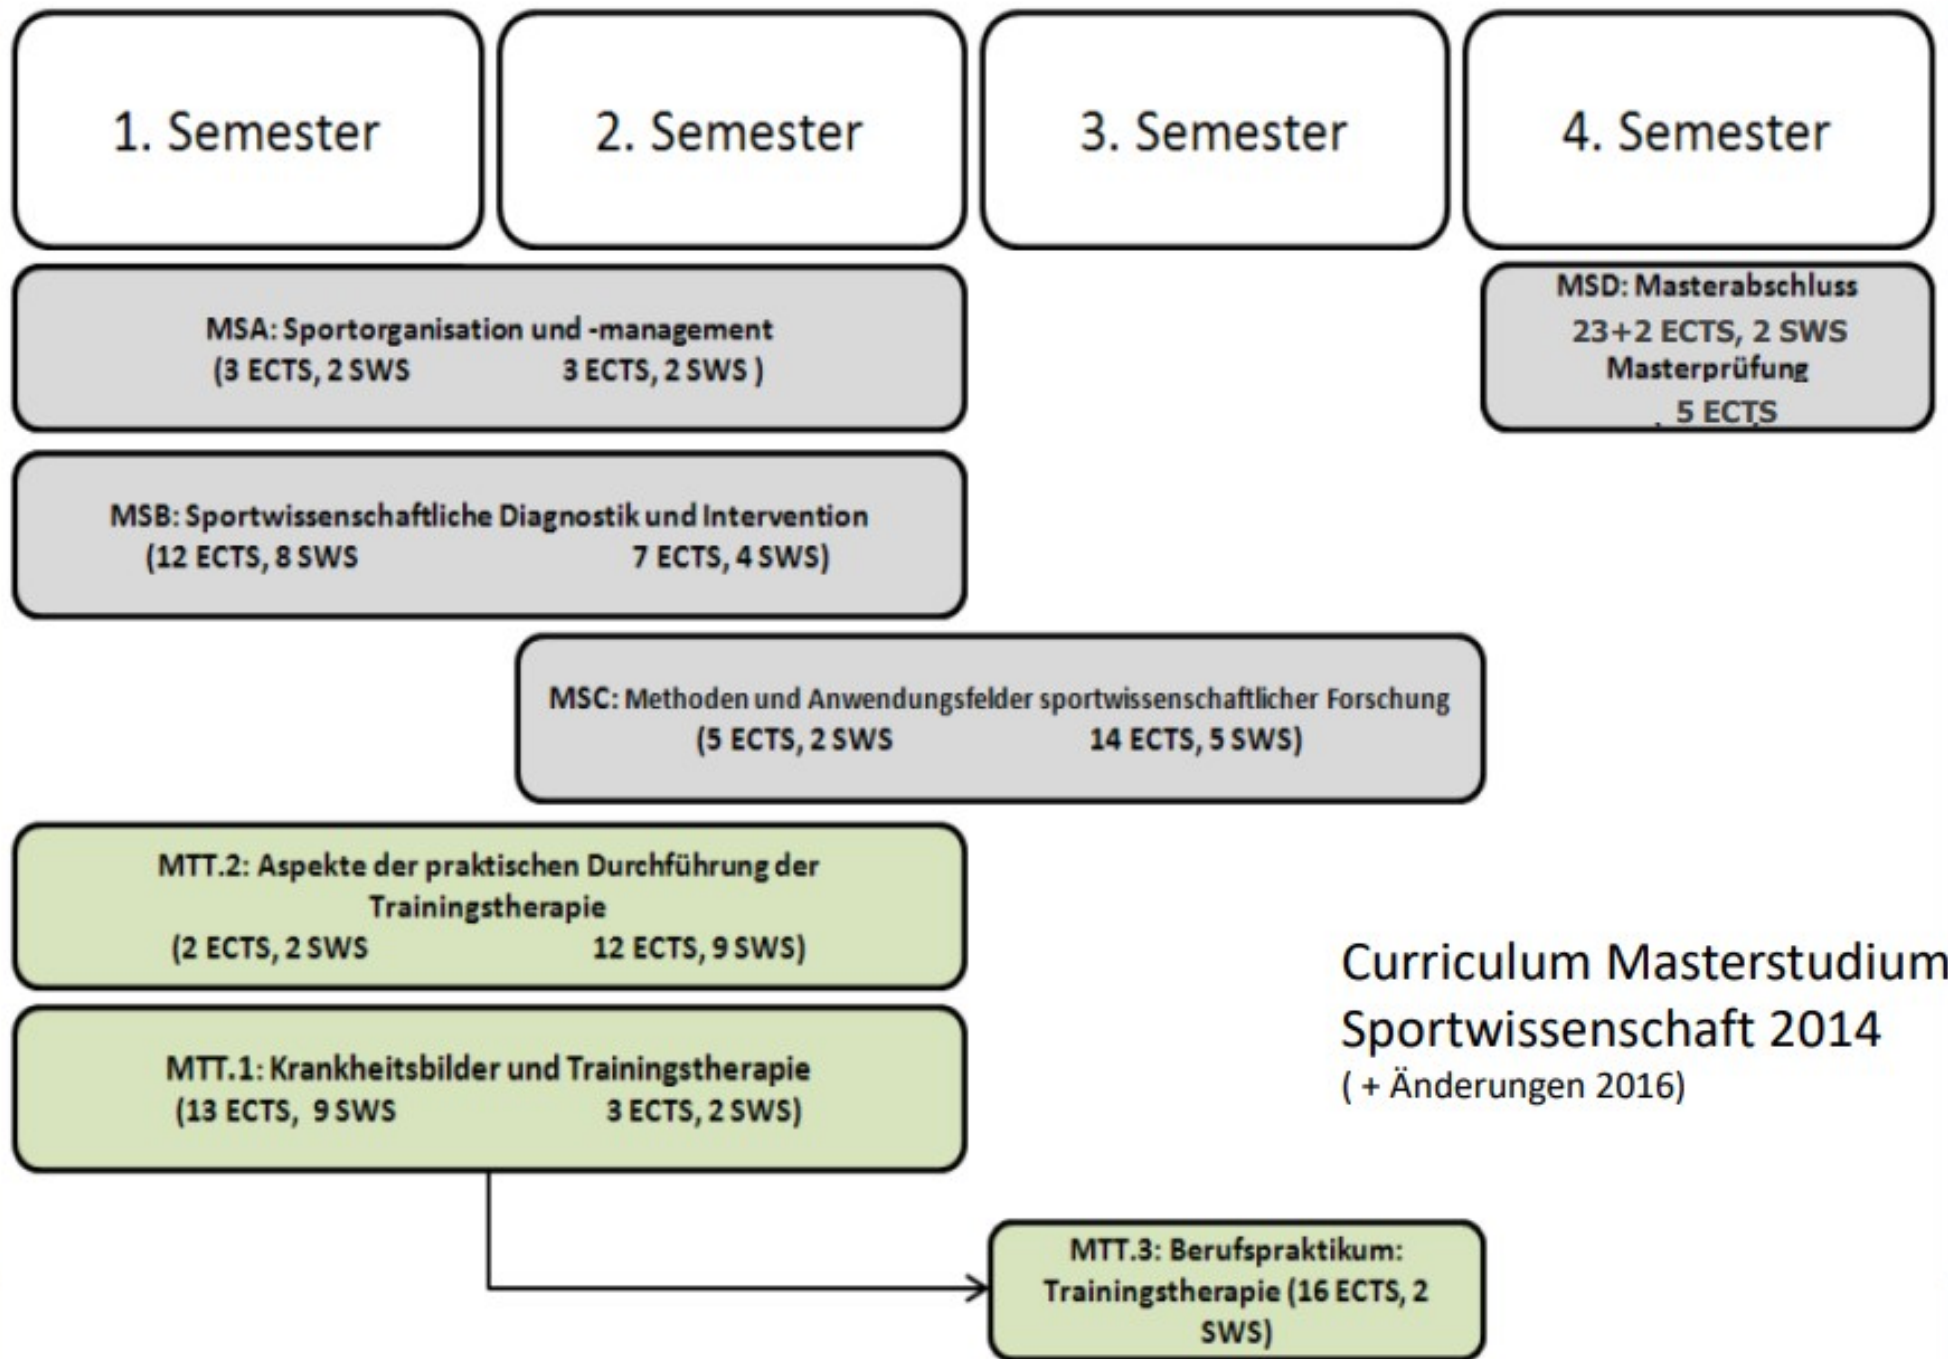 1. Semester
2. Semester
3. Semester
4. Semester
MSA: Sportorganisation und -management
(3 ECTS, 2 SWS 3 ECTS, 2 SWS )
MSD: Masterabschluss
23+2 ECTS, 2 SWS
Masterprüfung
5 ECTS
MSB: Sportwissenschaftliche Diagnostik und Intervention
(12 ECTS, 8 SWS 7 ECTS, 4 SWS)
MSC: Methoden und Anwendungsfelder sportwissenschaftlicher Forschung
(5 ECTS, 2 SWS 14 ECTS, 5 SWS)
MTT.2: Aspekte der praktischen Durchführung der
Trainingstherapie
(2 ECTS, 2 SWS 12 ECTS, 9 SWS)
MTT.1: Krankheitsbilder und Trainingstherapie
(13 ECTS, 9 SWS 3 ECTS, 2 SWS)
Curriculum Masterstudium
Sportwissenschaft 2014
( + Änderungen 2016)
MTT.3: Berufspraktikum:
Trainingstherapie (16 ECTS, 2
SWS)